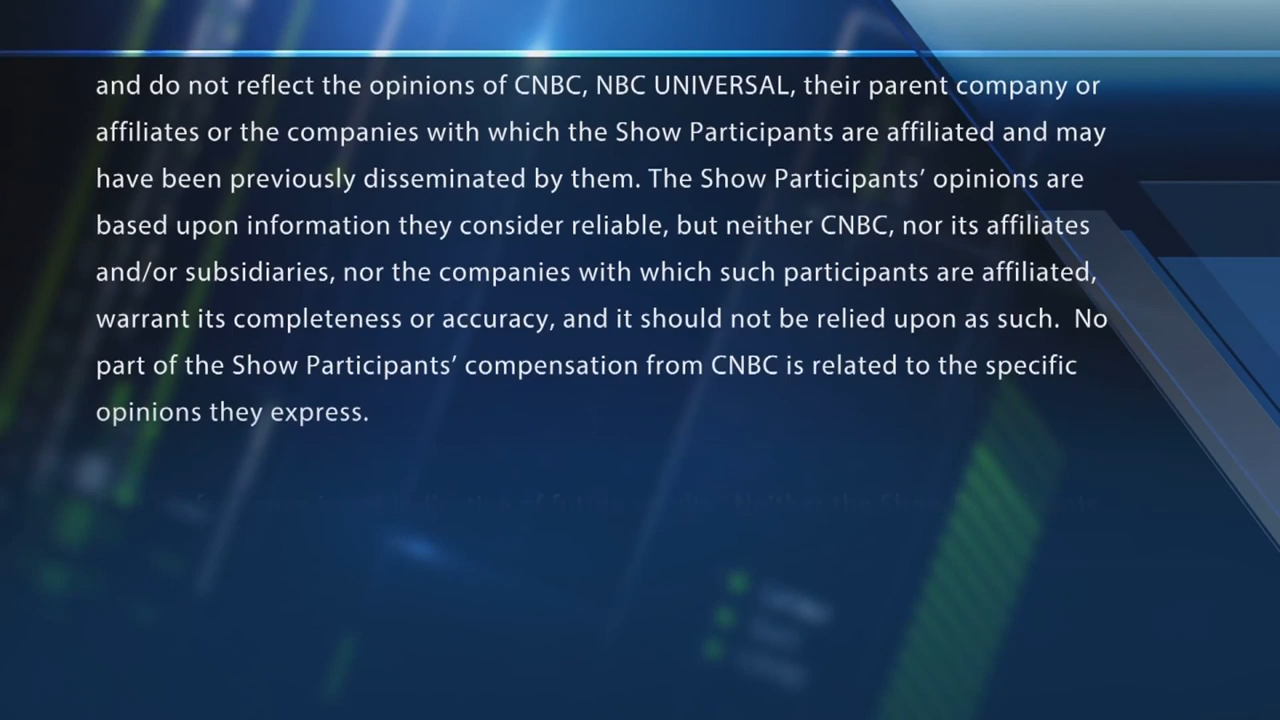 and do not reflect the opinions of CNBC, NBC UNIVERSAL, their parent company or
affiliates or the companies with which the Show Participants are affiliated and may
have been previously disseminated by them. The Show Participants’ opinions are
based upon information they consider reliable, but neither CNBC, nor its affiliates
and/or subsidiaries, nor the companies with which such participants are affiliated,
warrant its completeness or accuracy, and it should not be relied upon as such.  No
part of the Show Participants’ compensation from CNBC is related to the specific
opinions they express.